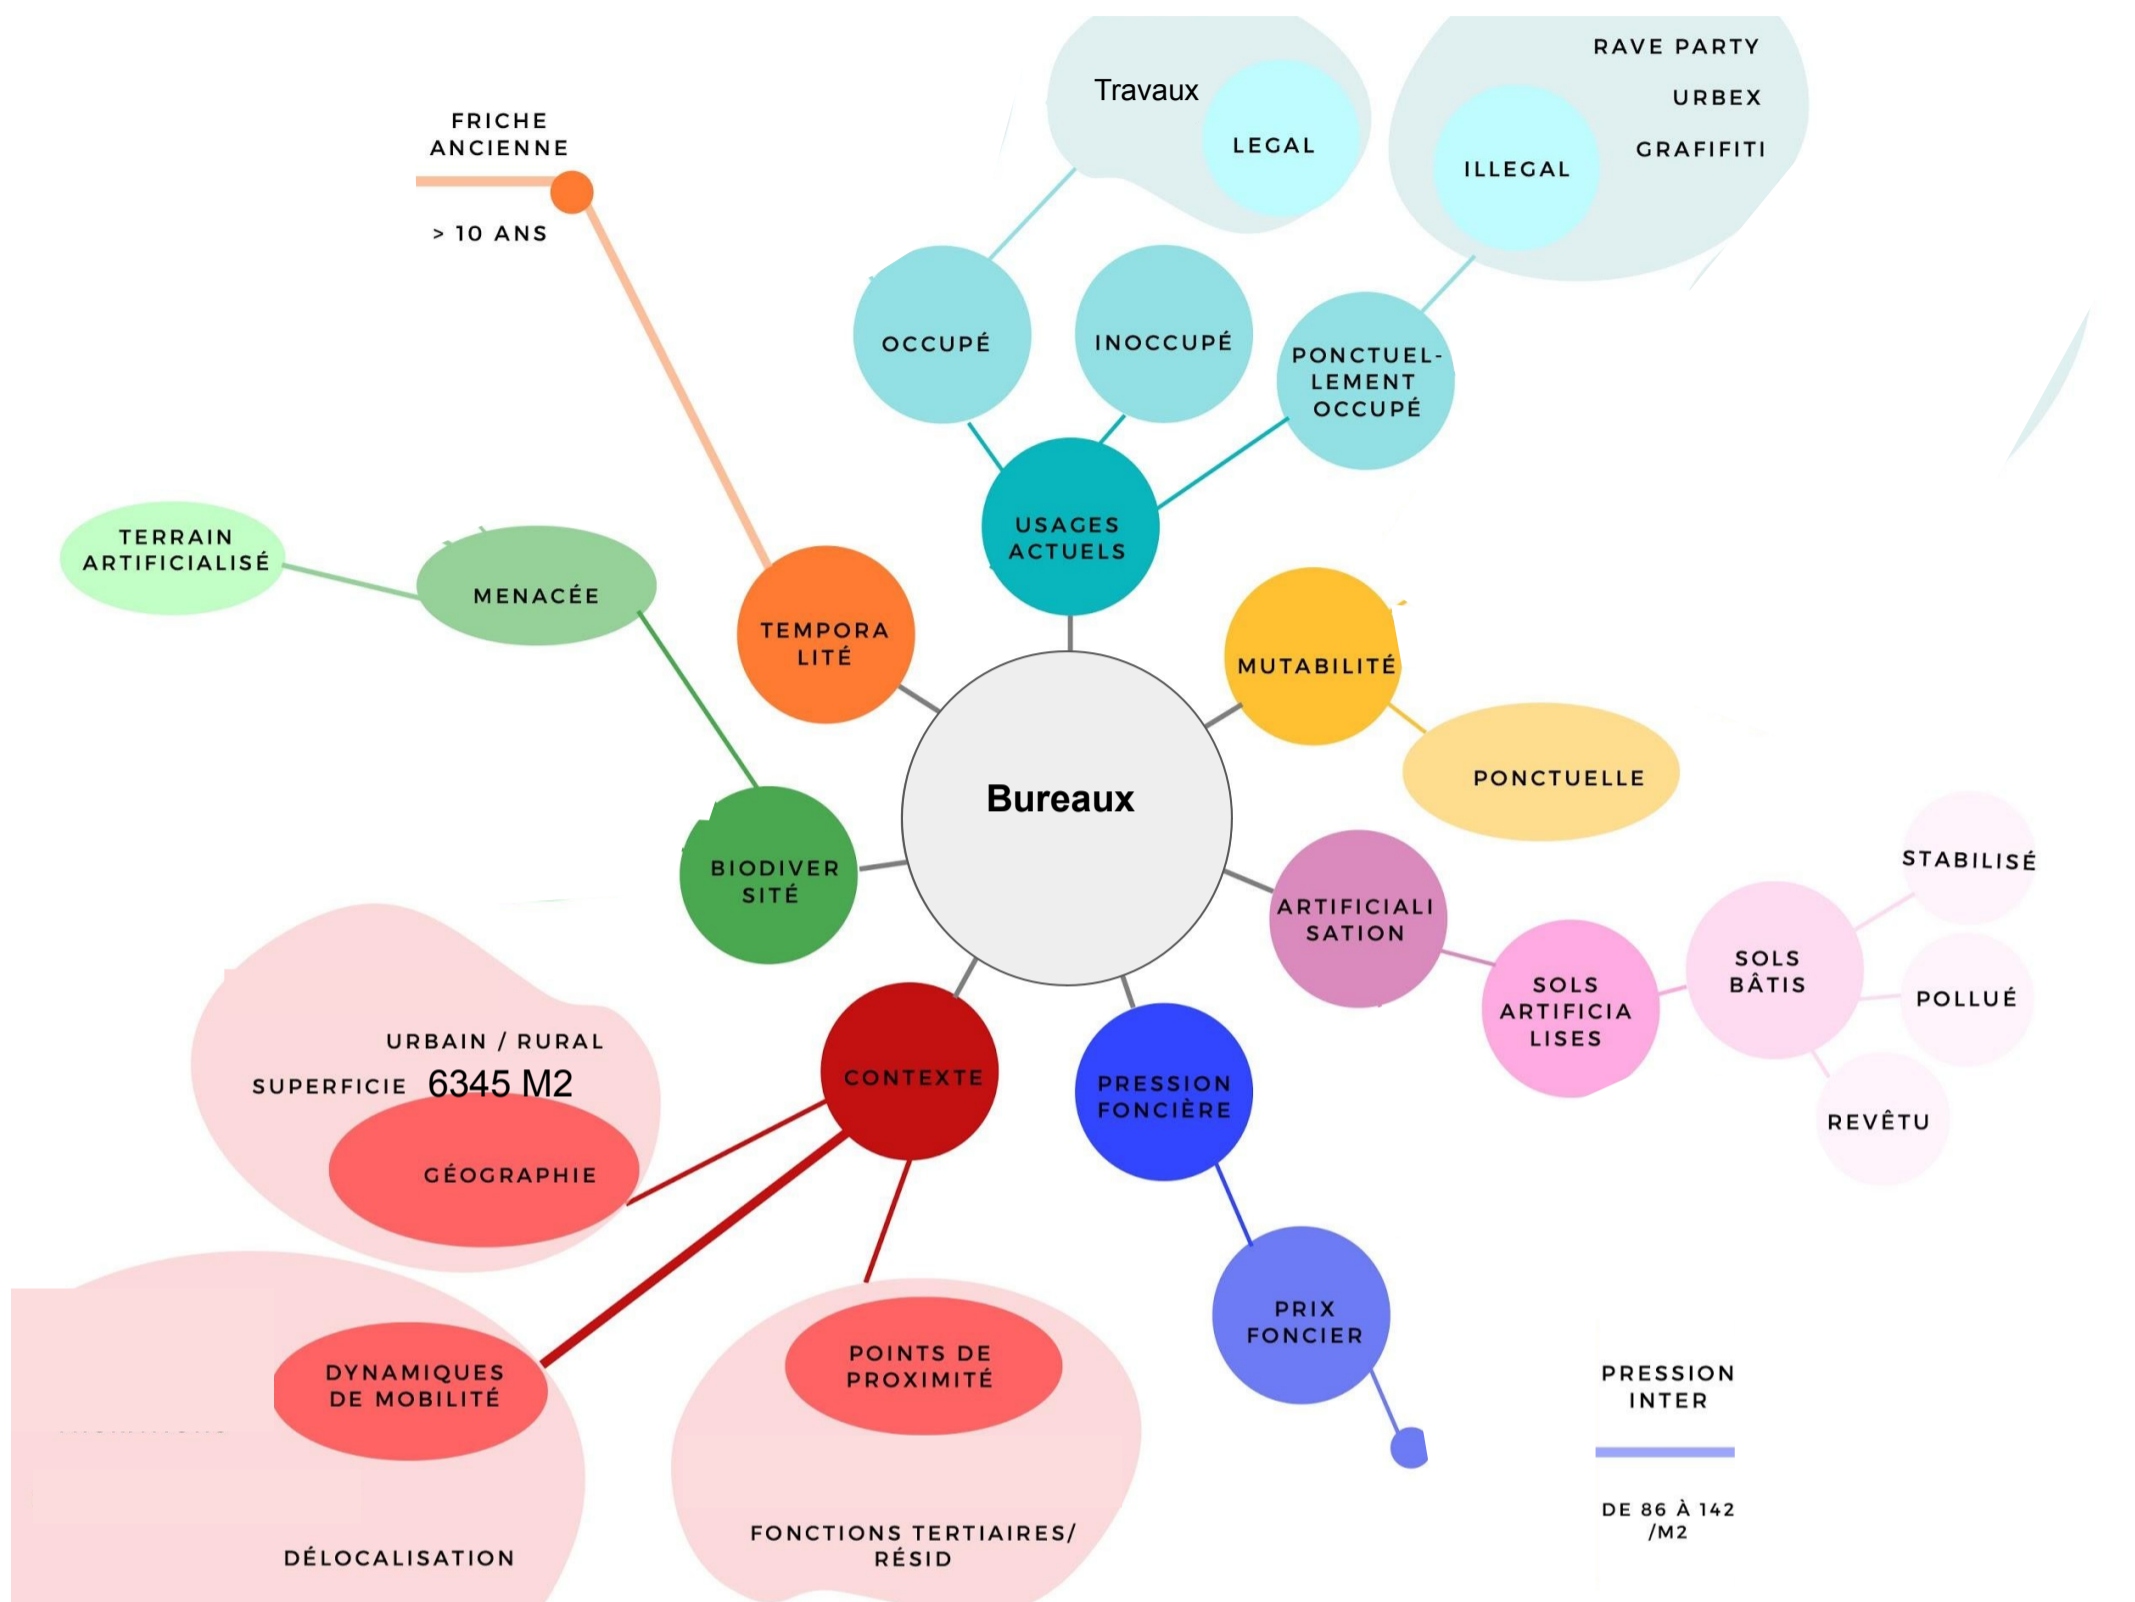 RAVE PARTY
URBEX
GRAFIFITI
Travaux
LEGAL
ILLEGAL
FRICHE
ANCIENNE
> 10 ANS
OCCUPÉ
INOCCUPÉ
PONCTUEL-
LEMENT
OCCUPÉ
USAGES
ACTUELS
TERRAIN
ARTIFICIALISÉ
MENACÉE
TEMPORA
LITÉ
MUTABILITÉ
PONCTUELLE
Bureaux
BIODIVER
SITÉ
ARTIFICIALI
SATION
SOLS
ARTIFICIA
LISES
SOLS
BÂTIS
STABILISÉ
POLLUÉ
REVÊTU
URBAIN / RURAL
SUPERFICIE 6345 M2
GÉOGRAPHIE
CONTEXTE
PRESSION
FONCIÈRE
PRIX
FONCIER
PRESSION
INTER
DE 86 À 142
/M2
DYNAMIQUES
DE MOBILITÉ
DÉLOCALISATION
POINTS DE
PROXIMITÉ
FONCTIONS TERTIAIRES/
RÉSID